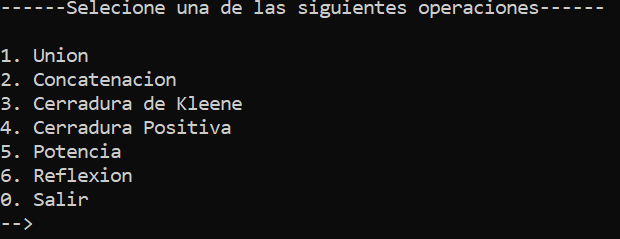 ------Selecione una de las siguientes operaciones------
1. Union
2. Concatenacion
3. Cerradura de Kleene
4. Cerradura Positiva
5. Potencia
6. Reflexion
0. Salir
-->